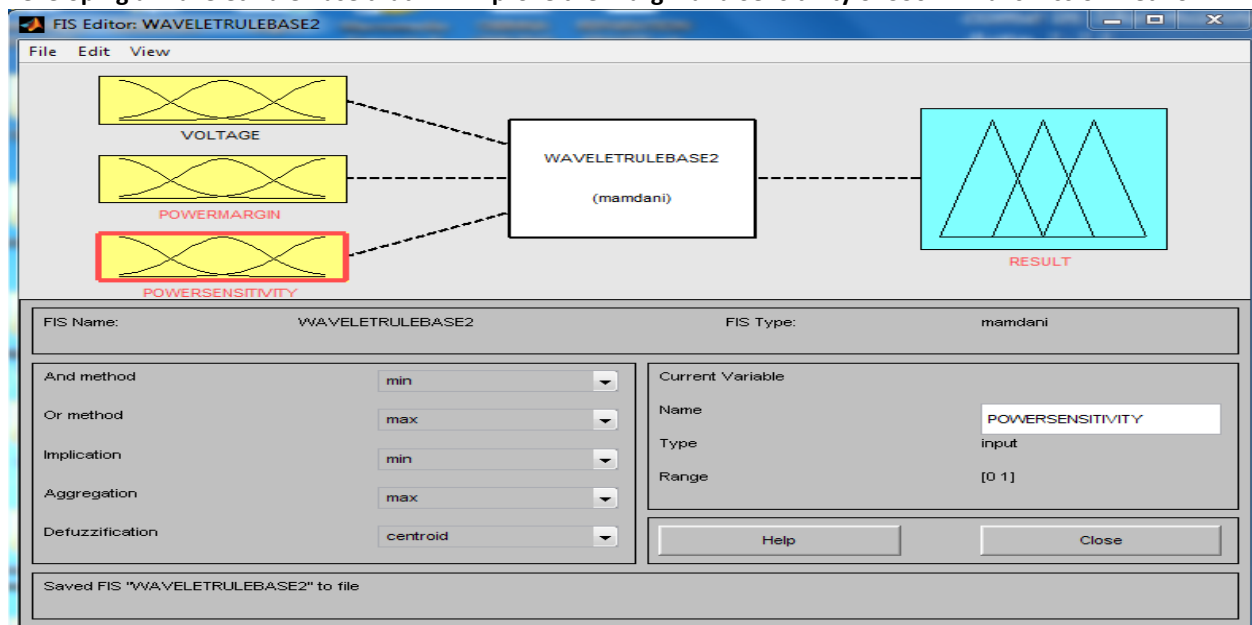 FIS Editor: WAVELETRULEBASE2
File Edit View
VOLTAGE
POWERMARGIN
POWERSENSITIVITY
WAVELETRULEBASE2
(mamdani)
RESULT
FIS Name: WAVELETRULEBASE2 FIS Type: mamdani
And method min
Or method max
Implication min
Aggregation max
Defuzzification centroid
Current Variable
Name POWERSENSITIVITY
Type input
Range [0 1]
Help Close
Saved FIS "WAVELETRULEBASE2" to file